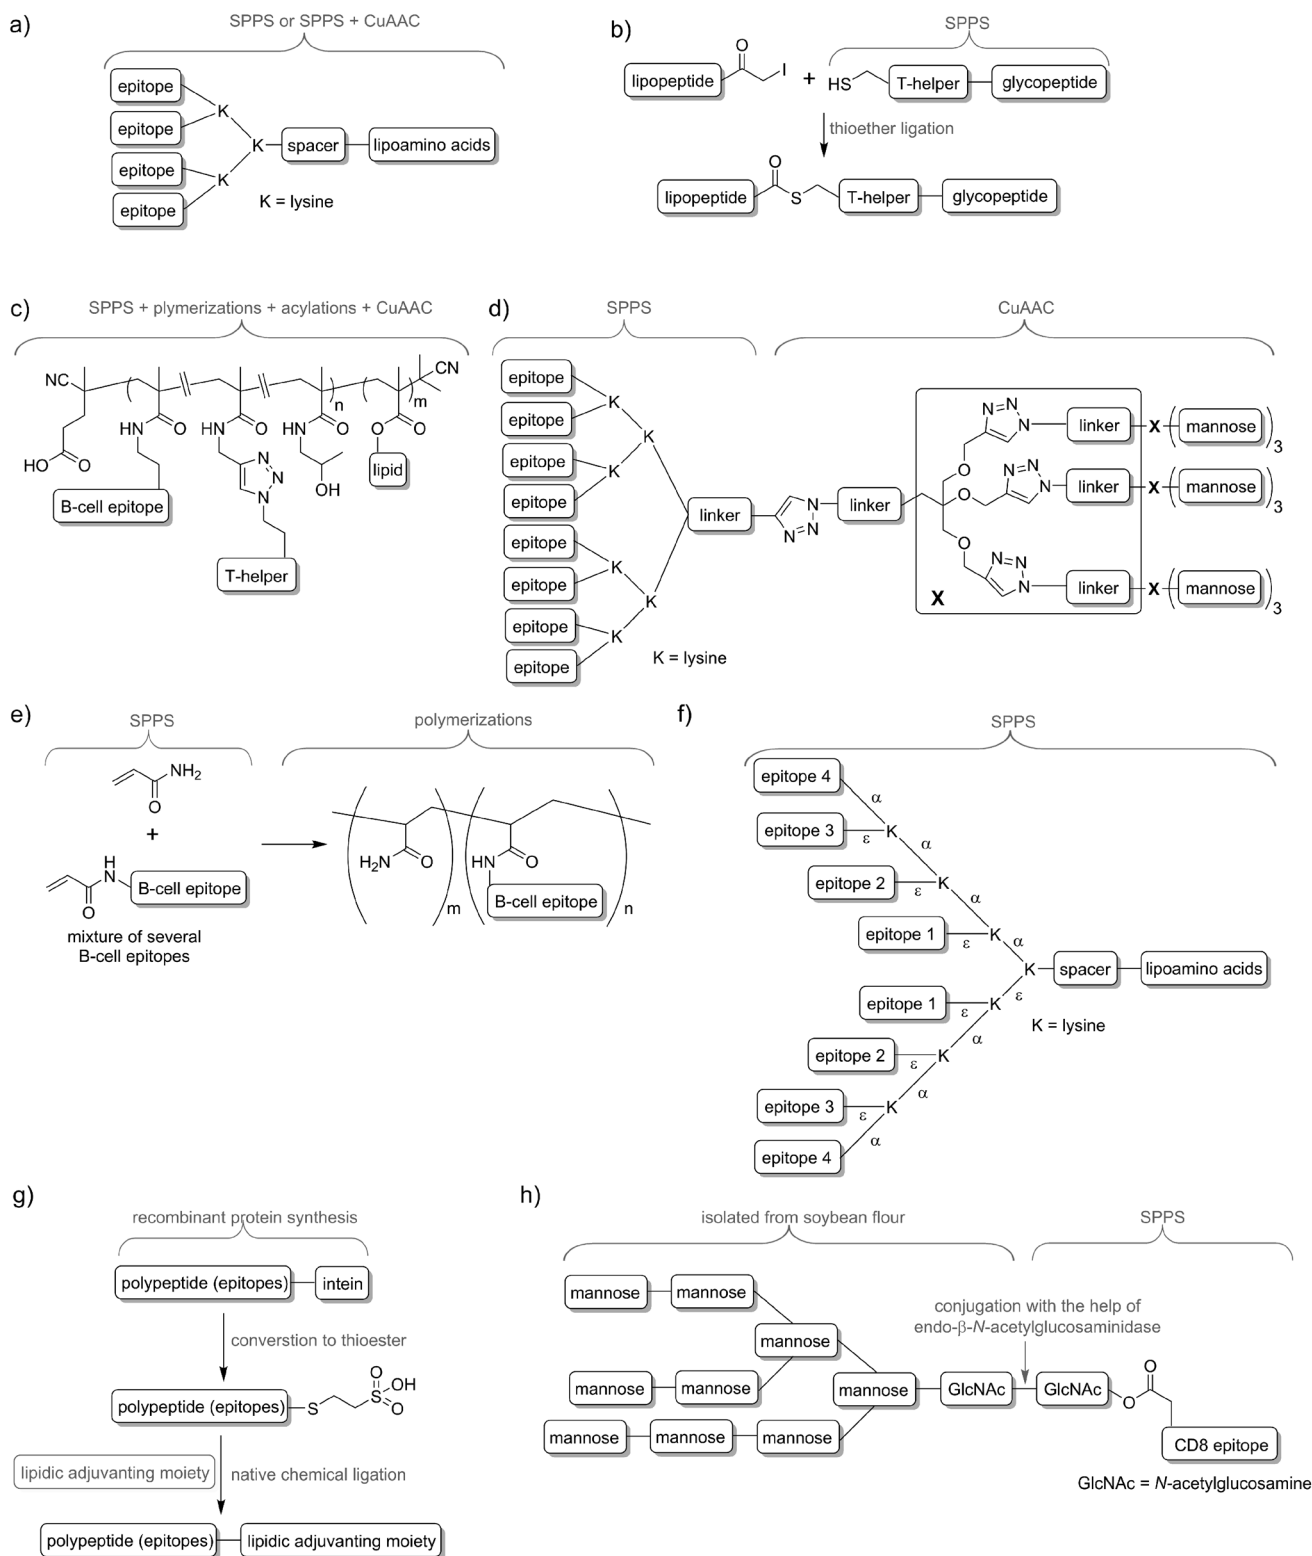 a)
SPPS or SPPS + CuAAC
epitope
epitope
epitope
epitope
K
K
K
spacer
lipoamino acids
K = lysine
b)
SPPS
lipopeptide
O
I
+
HS
T-helper
glycopeptide
thioether ligation
lipopeptide
O
S
T-helper
glycopeptide
c)
SPPS + plymerizations + acylations + CuAAC
NC
n
m
CN
HO
O
HN
O
HN
O
HN
O
O
O
OH
lipid
N
N
N
B-cell epitope
T-helper
d)
SPPS
CuAAC
epitope
epitope
epitope
epitope
epitope
epitope
epitope
epitope
K
K
K
K
K
K
linker
N=N
N
linker
O
O
O
N=N
N
linker
X
mannose
3
N=N
N
linker
X
mannose
3
N=N
N
linker
X
mannose
3
X
K = lysine
e)
SPPS
polymerizations
NH2
O
+
H
N
O
B-cell epitope
mixture of several
B-cell epitopes
H2N
O
m
HN
O
B-cell epitope
n
f)
SPPS
epitope 4
α
epitope 3
ε
K
α
epitope 2
ε
K
α
epitope 1
ε
K
α
K
spacer
lipoamino acids
ε
epitope 1
ε
K
K = lysine
α
epitope 2
ε
K
α
epitope 3
ε
K
α
epitope 4
g)
recombinant protein synthesis
polypeptide (epitopes)
intein
converstion to thioester
polypeptide (epitopes)
S
O
S
OH
O
lipidic adjuvanting moiety
native chemical ligation
polypeptide (epitopes)
lipidic adjuvanting moiety
h)
isolated from soybean flour
SPPS
mannose
mannose
mannose
mannose
mannose
mannose
mannose
mannose
mannose
conjugation with the help of
endo-β-N-acetylglucosaminidase
GlcNAc
GlcNAc
O
O
CD8 epitope
GlcNAc = N-acetylglucosamine